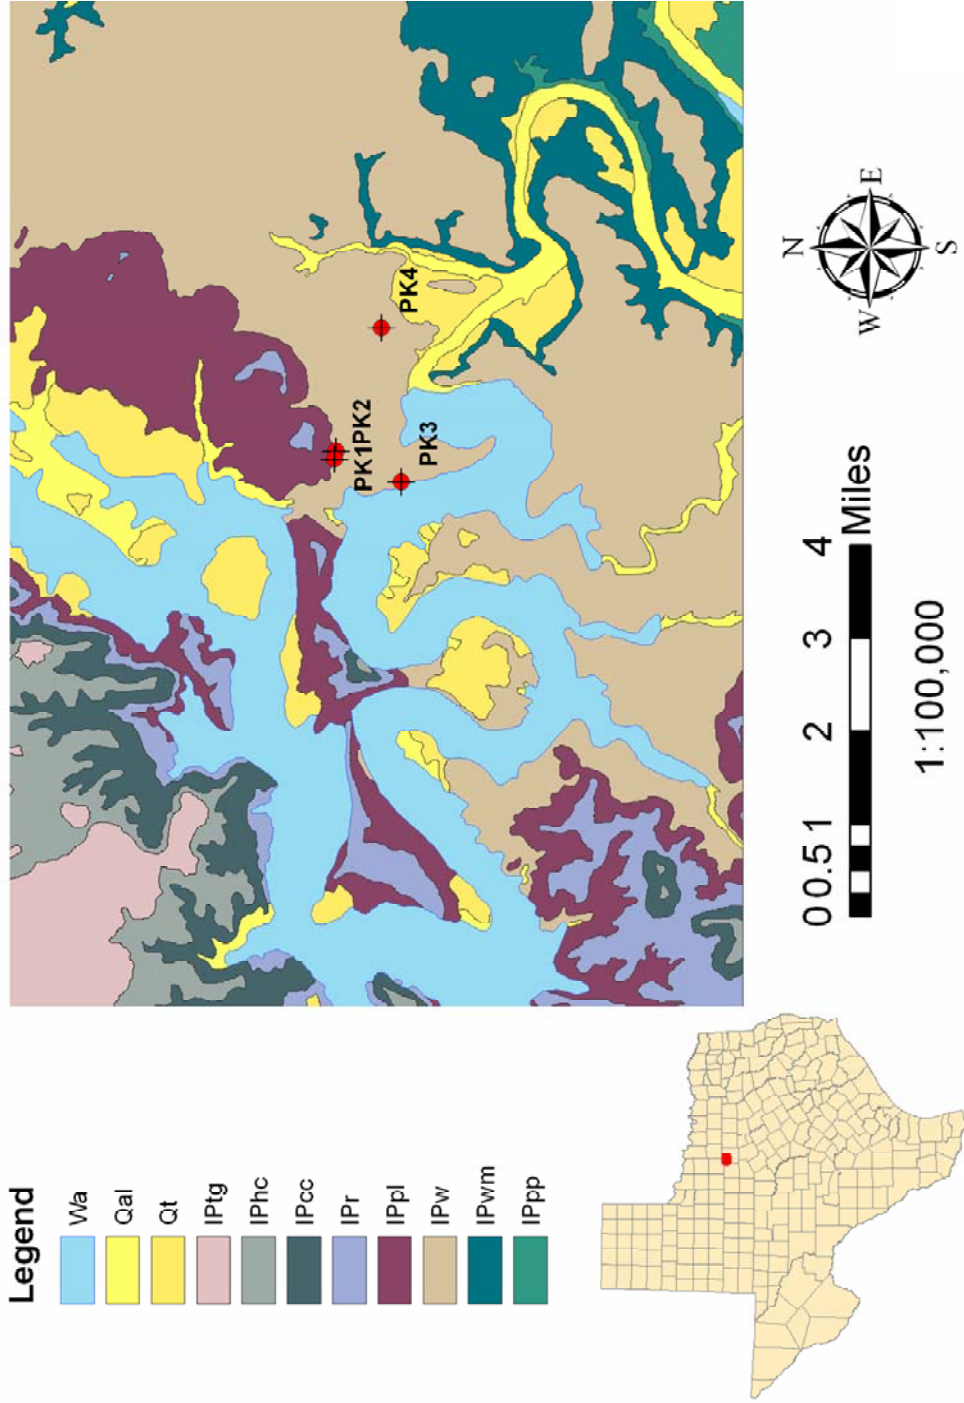 Legend
Wa
Qal
Qt
IPtg
IPhc
IPcc
IPr
IPpl
IPw
IPwm
IPpp
PK1PK2
PK3
PK4
N
W
E
S
0 0.5 1 2 3 4
Miles
1:100,000